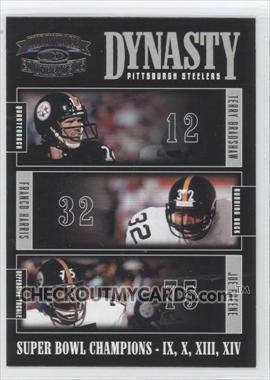 DYNASTY
PITTSBURGH STEELERS
QUARTERBACK
12
TERRY BRADSHAW
FRANCO HARRIS
32
32
RUNNING BACK
DEFENSIVE TACKLE
75
75
JOE GREENE
CHECKOUTMYCARDS.COM
SUPER BOWL CHAMPIONS - IX, X, XIII, XIV